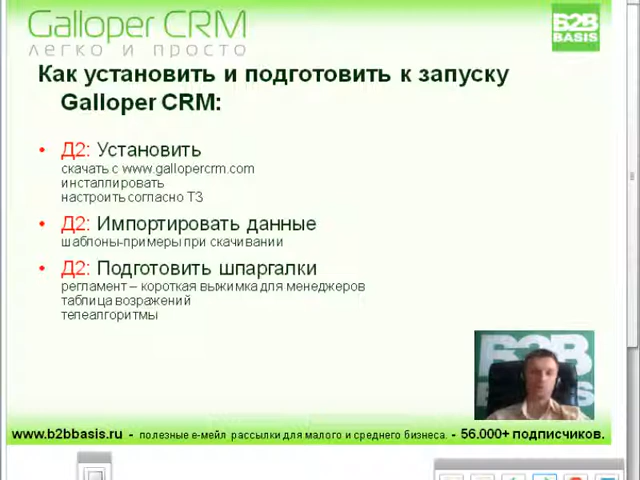 Galloper CRM
легко и просто
B2B
BASIS
Как установить и подготовить к запуску
Galloper CRM:
• Д2: Установить
скачать с www.gallopercrm.com
инсталлировать
настроить согласно ТЗ
• Д2: Импортировать данные
шаблоны-примеры при скачивании
• Д2: Подготовить шпаргалки
регламент – короткая выжимка для менеджеров
таблица возражений
телеалгоритмы
B2B
www.b2bbasis.ru - полезные е-мейл рассылки для малого и среднего бизнеса. - 56.000+ подписчиков.